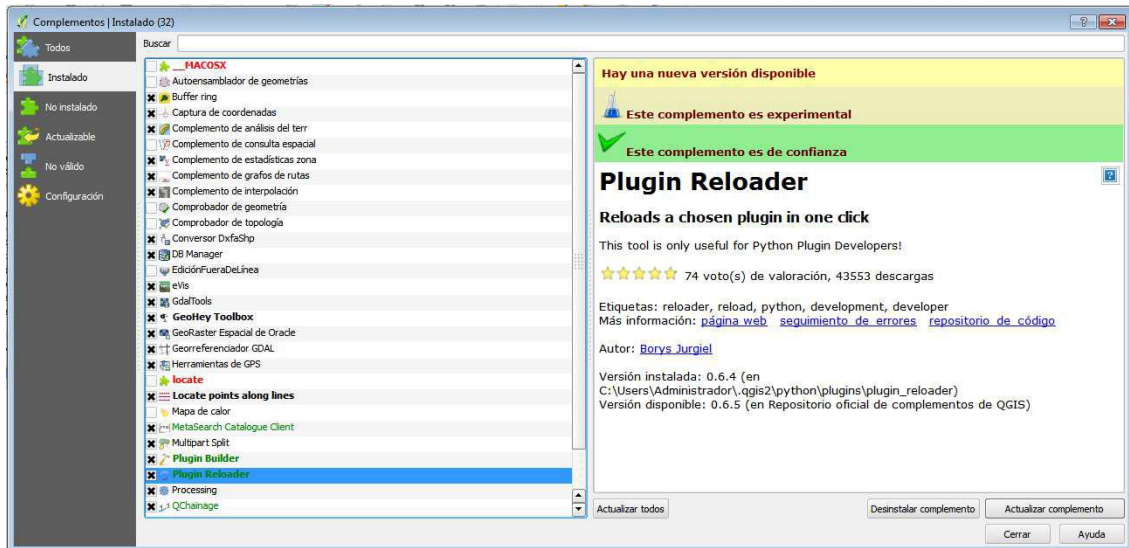 Complementos | Instalado (32)
Todos
Instalado
No instalado
Actualizable
No válido
Configuración
Buscar
__MACOSX
Autoensamblador de geometrías
Buffer ring
Captura de coordenadas
Complemento de análisis del terr
Complemento de consulta espacial
Complemento de estadísticas zona
Complemento de grafos de rutas
Complemento de interpolación
Comprobador de geometría
Comprobador de topología
Conversor DxfaShp
DB Manager
EdiciónFueraDeLínea
eVis
GdalTools
GeoHey Toolbox
GeoRaster Espacial de Oracle
Georreferenciador GDAL
Herramientas de GPS
locate
Locate points along lines
Mapa de calor
MetaSearch Catalogue Client
Multipart Split
Plugin Builder
Plugin Reloader
Processing
QChainage
Hay una nueva versión disponible
Este complemento es experimental
Este complemento es de confianza
Plugin Reloader
Reloads a chosen plugin in one click
This tool is only useful for Python Plugin Developers!
74 voto(s) de valoración, 43553 descargas
Etiquetas: reloader, reload, python, development, developer
Más información: página web seguimiento de errores repositorio de código
Autor: Borys Jurgiel
Versión instalada: 0.6.4 (en
C:\Users\Administrador\.qgis2\python\plugins\plugin_reloader)
Versión disponible: 0.6.5 (en Repositorio oficial de complementos de QGIS)
Actualizar todos
Desinstalar complemento
Actualizar complemento
Cerrar
Ayuda